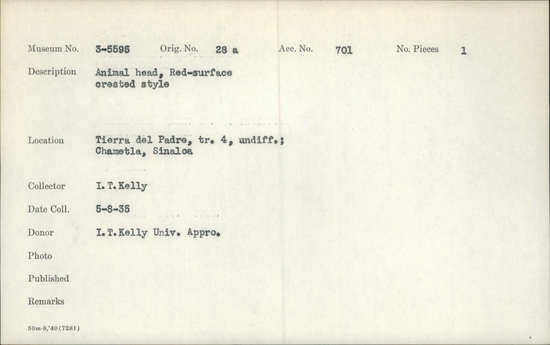 Museum No. 3-5595 Orig. No. 28 a Acc. No. 701 No. Pieces 1
Description Animal head, Red-surface
crested style
Location Tierra del Padre, tr. 4, undiff.;
Chametla, Sinaloa
Collector I.T.Kelly
Date Coll. 5-8-35
Donor I.T.Kelly Univ. Appro.
Photo
Published
Remarks
50m-8,'40(7281)